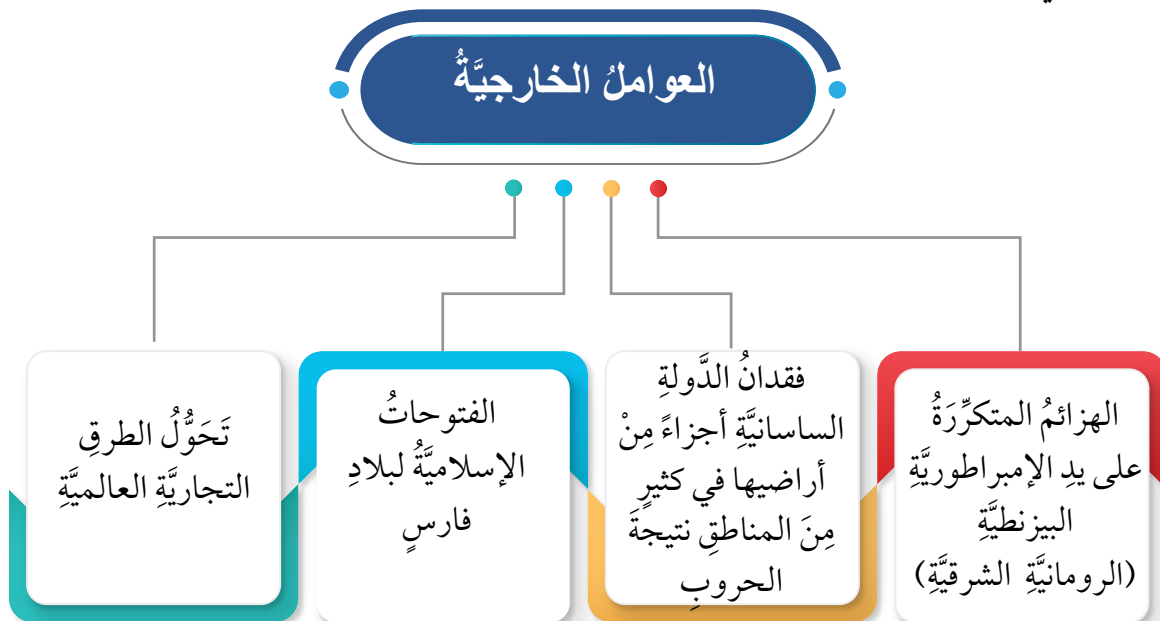 العواملُ الخارجيَّةُ
الهزائمُ المتكرِّرَةُ
على يدِ الإمبراطوريَّةِ
البيزنطيَّةِ
(الرومانيَّةِ الشرقيَّةِ)
فقدانُ الدَّولةِ
الساسانيَّةِ أجزاءً مِنْ
أراضيها في كثيرٍ
مِنَ المناطقِ نتيجةَ
الحروبِ
الفتوحاتُ
الإسلاميَّةُ لبلادِ
فارسٍ
تَحَوُّلُ الطرقِ
التجاريَّةِ العالميَّةِ